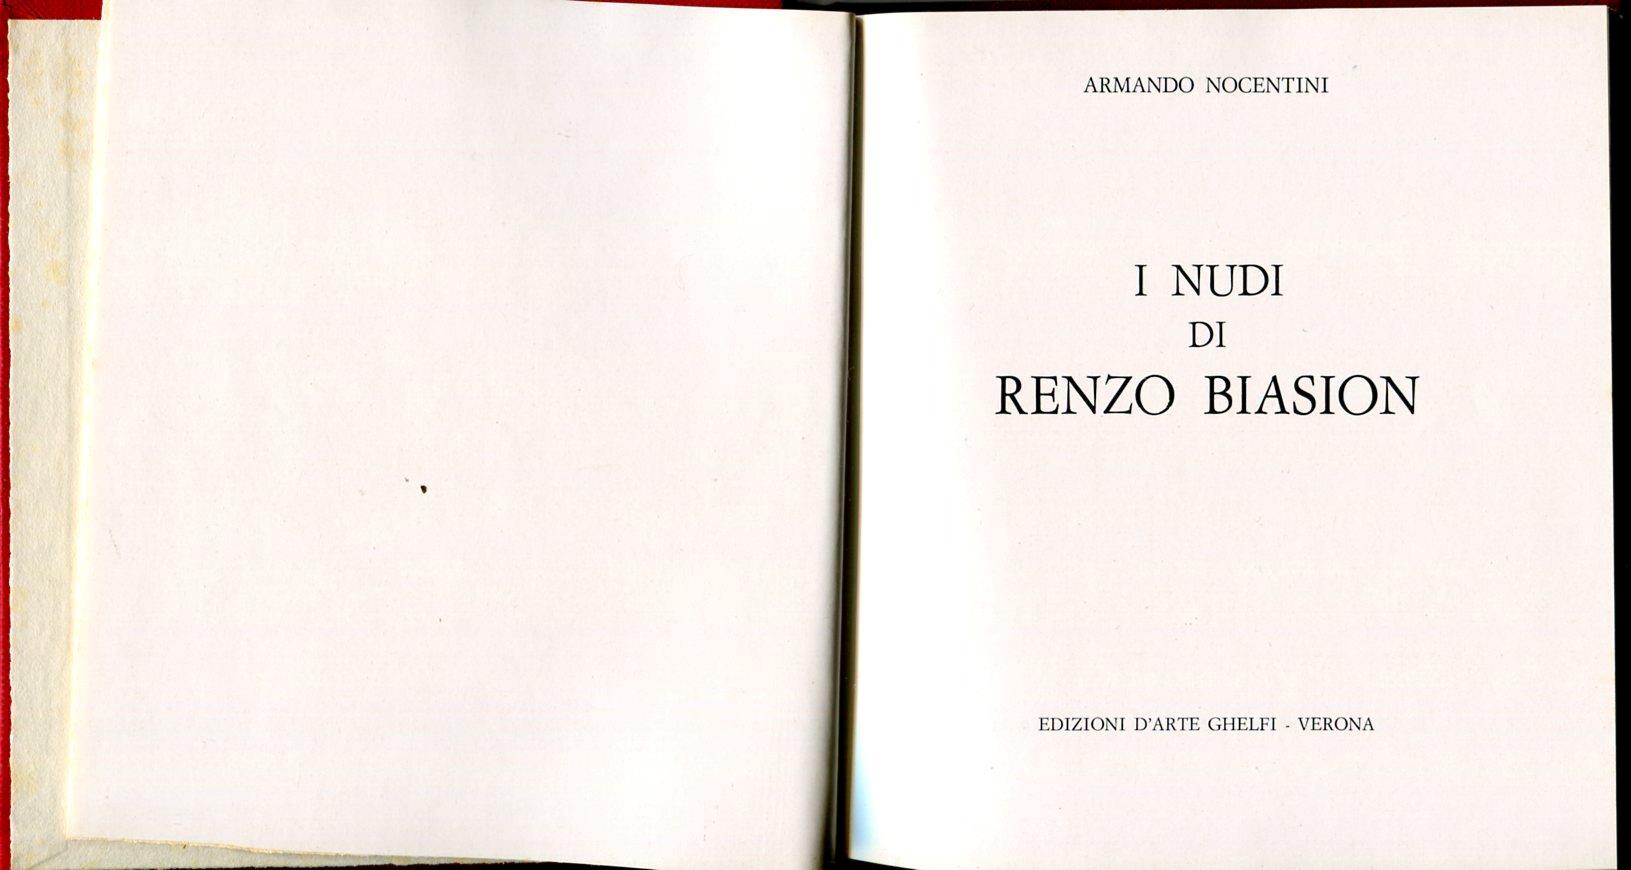 ARMANDO NOCENTINI
I NUDI
DI
RENZO BIASION
EDIZIONI D'ARTE GHELFI - VERONA